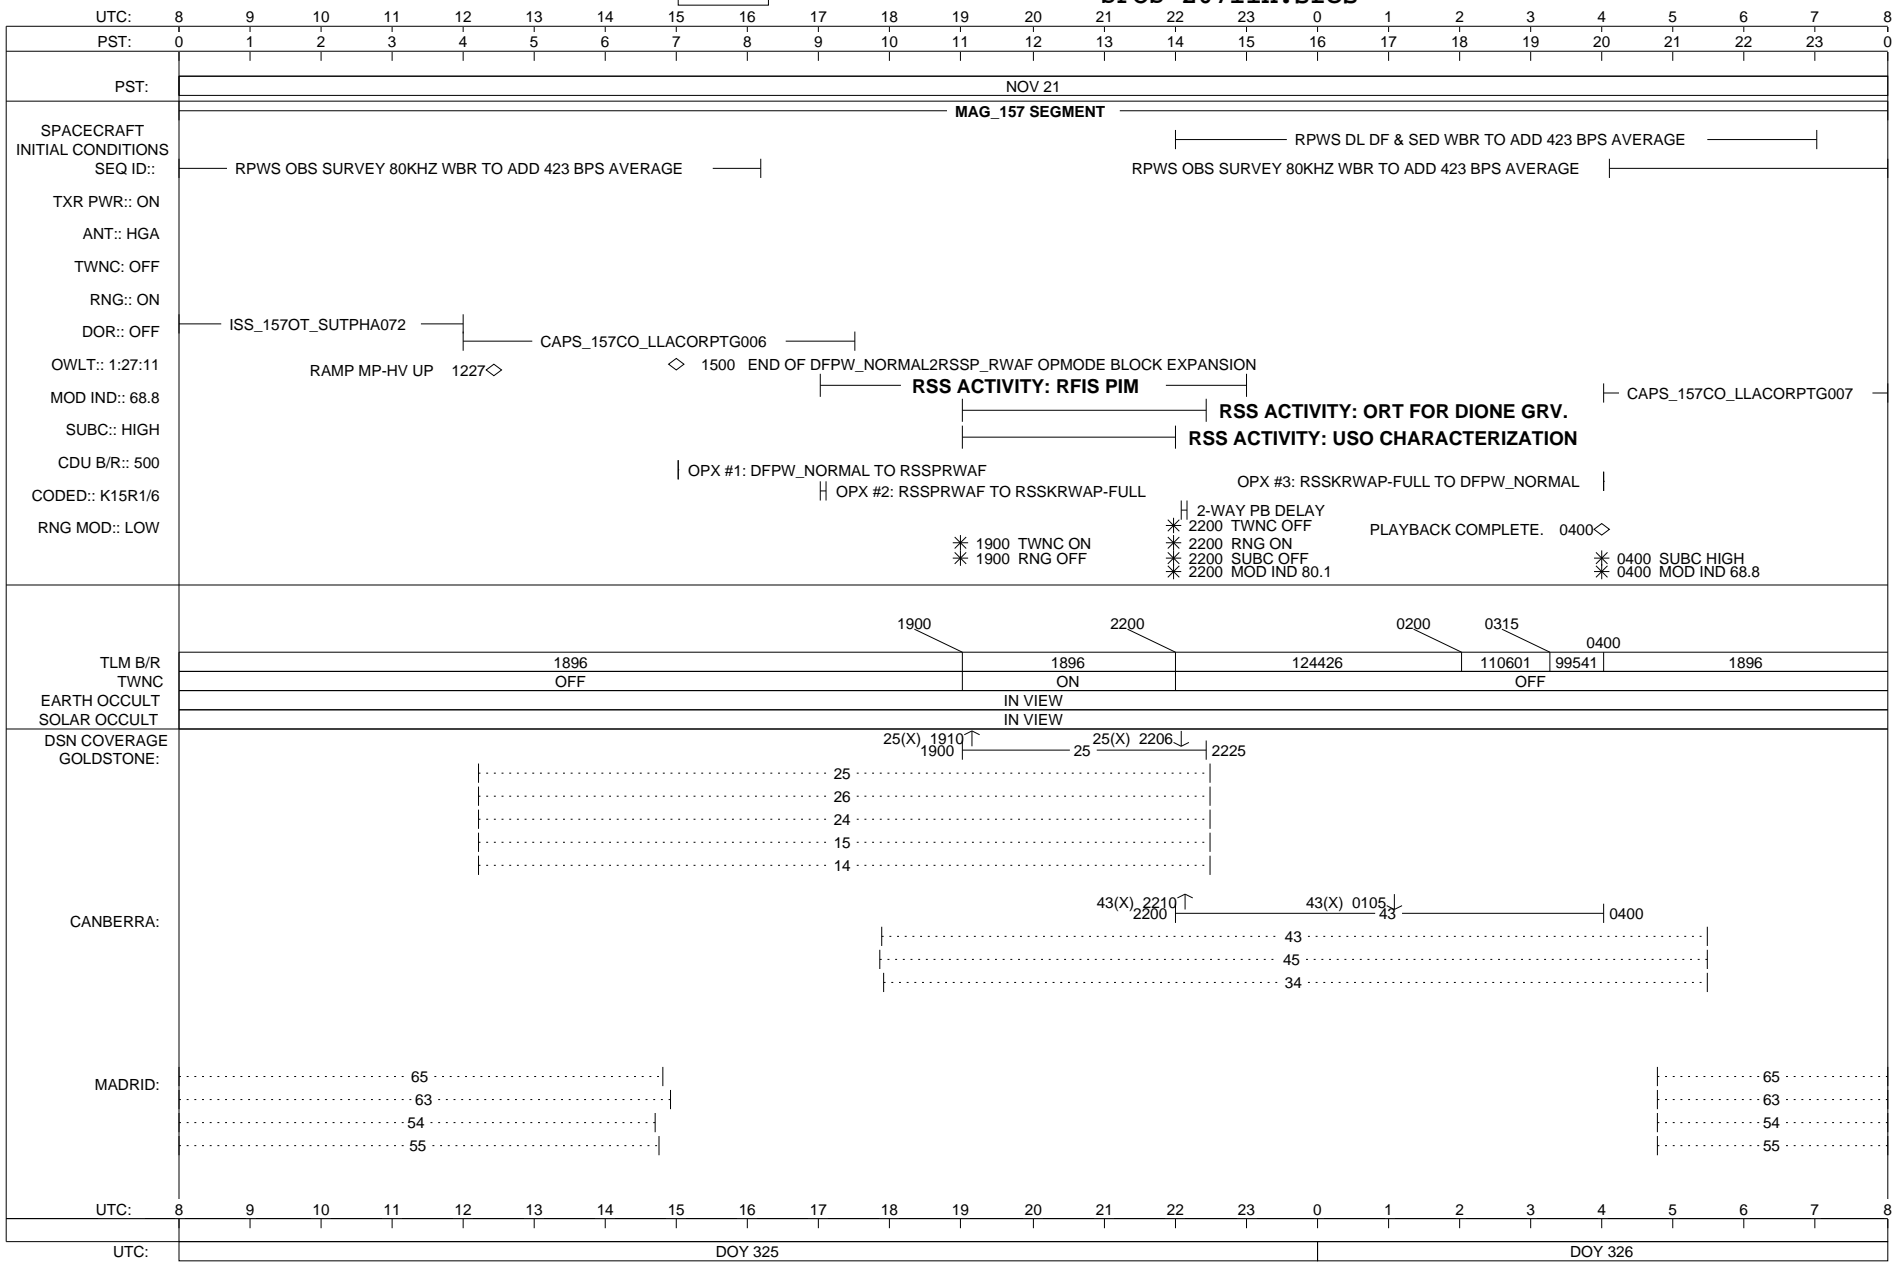 UTC: 8 9 10 11 12 13 14 15 16 17 18 19 20 21 22 23 0 1 2 3 4 5 6 7 8
PST: 0 1 2 3 4 5 6 7 8 9 10 11 12 13 14 15 16 17 18 19 20 21 22 23 0
PST: NOV 21
MAG_157 SEGMENT
SPACECRAFT
INITIAL CONDITIONS
RPWS DL DF & SED WBR TO ADD 423 BPS AVERAGE
SEQ ID:: RPWS OBS SURVEY 80KHZ WBR TO ADD 423 BPS AVERAGE RPWS OBS SURVEY 80KHZ WBR TO ADD 423 BPS AVERAGE
TXR PWR:: ON
ANT:: HGA
TWNC: OFF
RNG:: ON
ISS_157OT_SUTPHA072
DOR:: OFF
CAPS_157CO_LLACORPTG006
OWLT:: 1:27:11
RAMP MP-HV UP 1227 1500 END OF DFPW_NORMAL2RSSP_RWAF OPMODE BLOCK EXPANSION
RSS ACTIVITY: RFIS PIM
MOD IND:: 68.8 CAPS_157CO_LLACORPTG007
RSS ACTIVITY: ORT FOR DIONE GRV.
SUBC:: HIGH RSS ACTIVITY: USO CHARACTERIZATION
CDU B/R:: 500 OPX #1: DFPW_NORMAL TO RSSPRWAF
OPX #3: RSSKRWAP-FULL TO DFPW_NORMAL
CODED:: K15R1/6 OPX #2: RSSPRWAF TO RSSKRWAP-FULL
2-WAY PB DELAY
RNG MOD:: LOW 2200 TWNC OFF PLAYBACK COMPLETE. 0400
1900 TWNC ON 2200 RNG ON
1900 RNG OFF 2200 SUBC OFF 0400 SUBC HIGH
2200 MOD IND 80.1 0400 MOD IND 68.8
1900 2200 0200 0315
0400
TLM B/R 1896 1896 124426 110601 99541 1896
TWNC OFF ON OFF
EARTH OCCULT IN VIEW
SOLAR OCCULT IN VIEW
DSN COVERAGE 25(X) 1910 25(X) 2206
GOLDSTONE: 1900 25 2225
25
26
24
15
14
43(X) 2210 43(X) 0105
CANBERRA: 2200 43 0400
43
45
34
MADRID: 65 65
63 63
54 54
55 55
UTC: 8 9 10 11 12 13 14 15 16 17 18 19 20 21 22 23 0 1 2 3 4 5 6 7 8
UTC: DOY 325 DOY 326